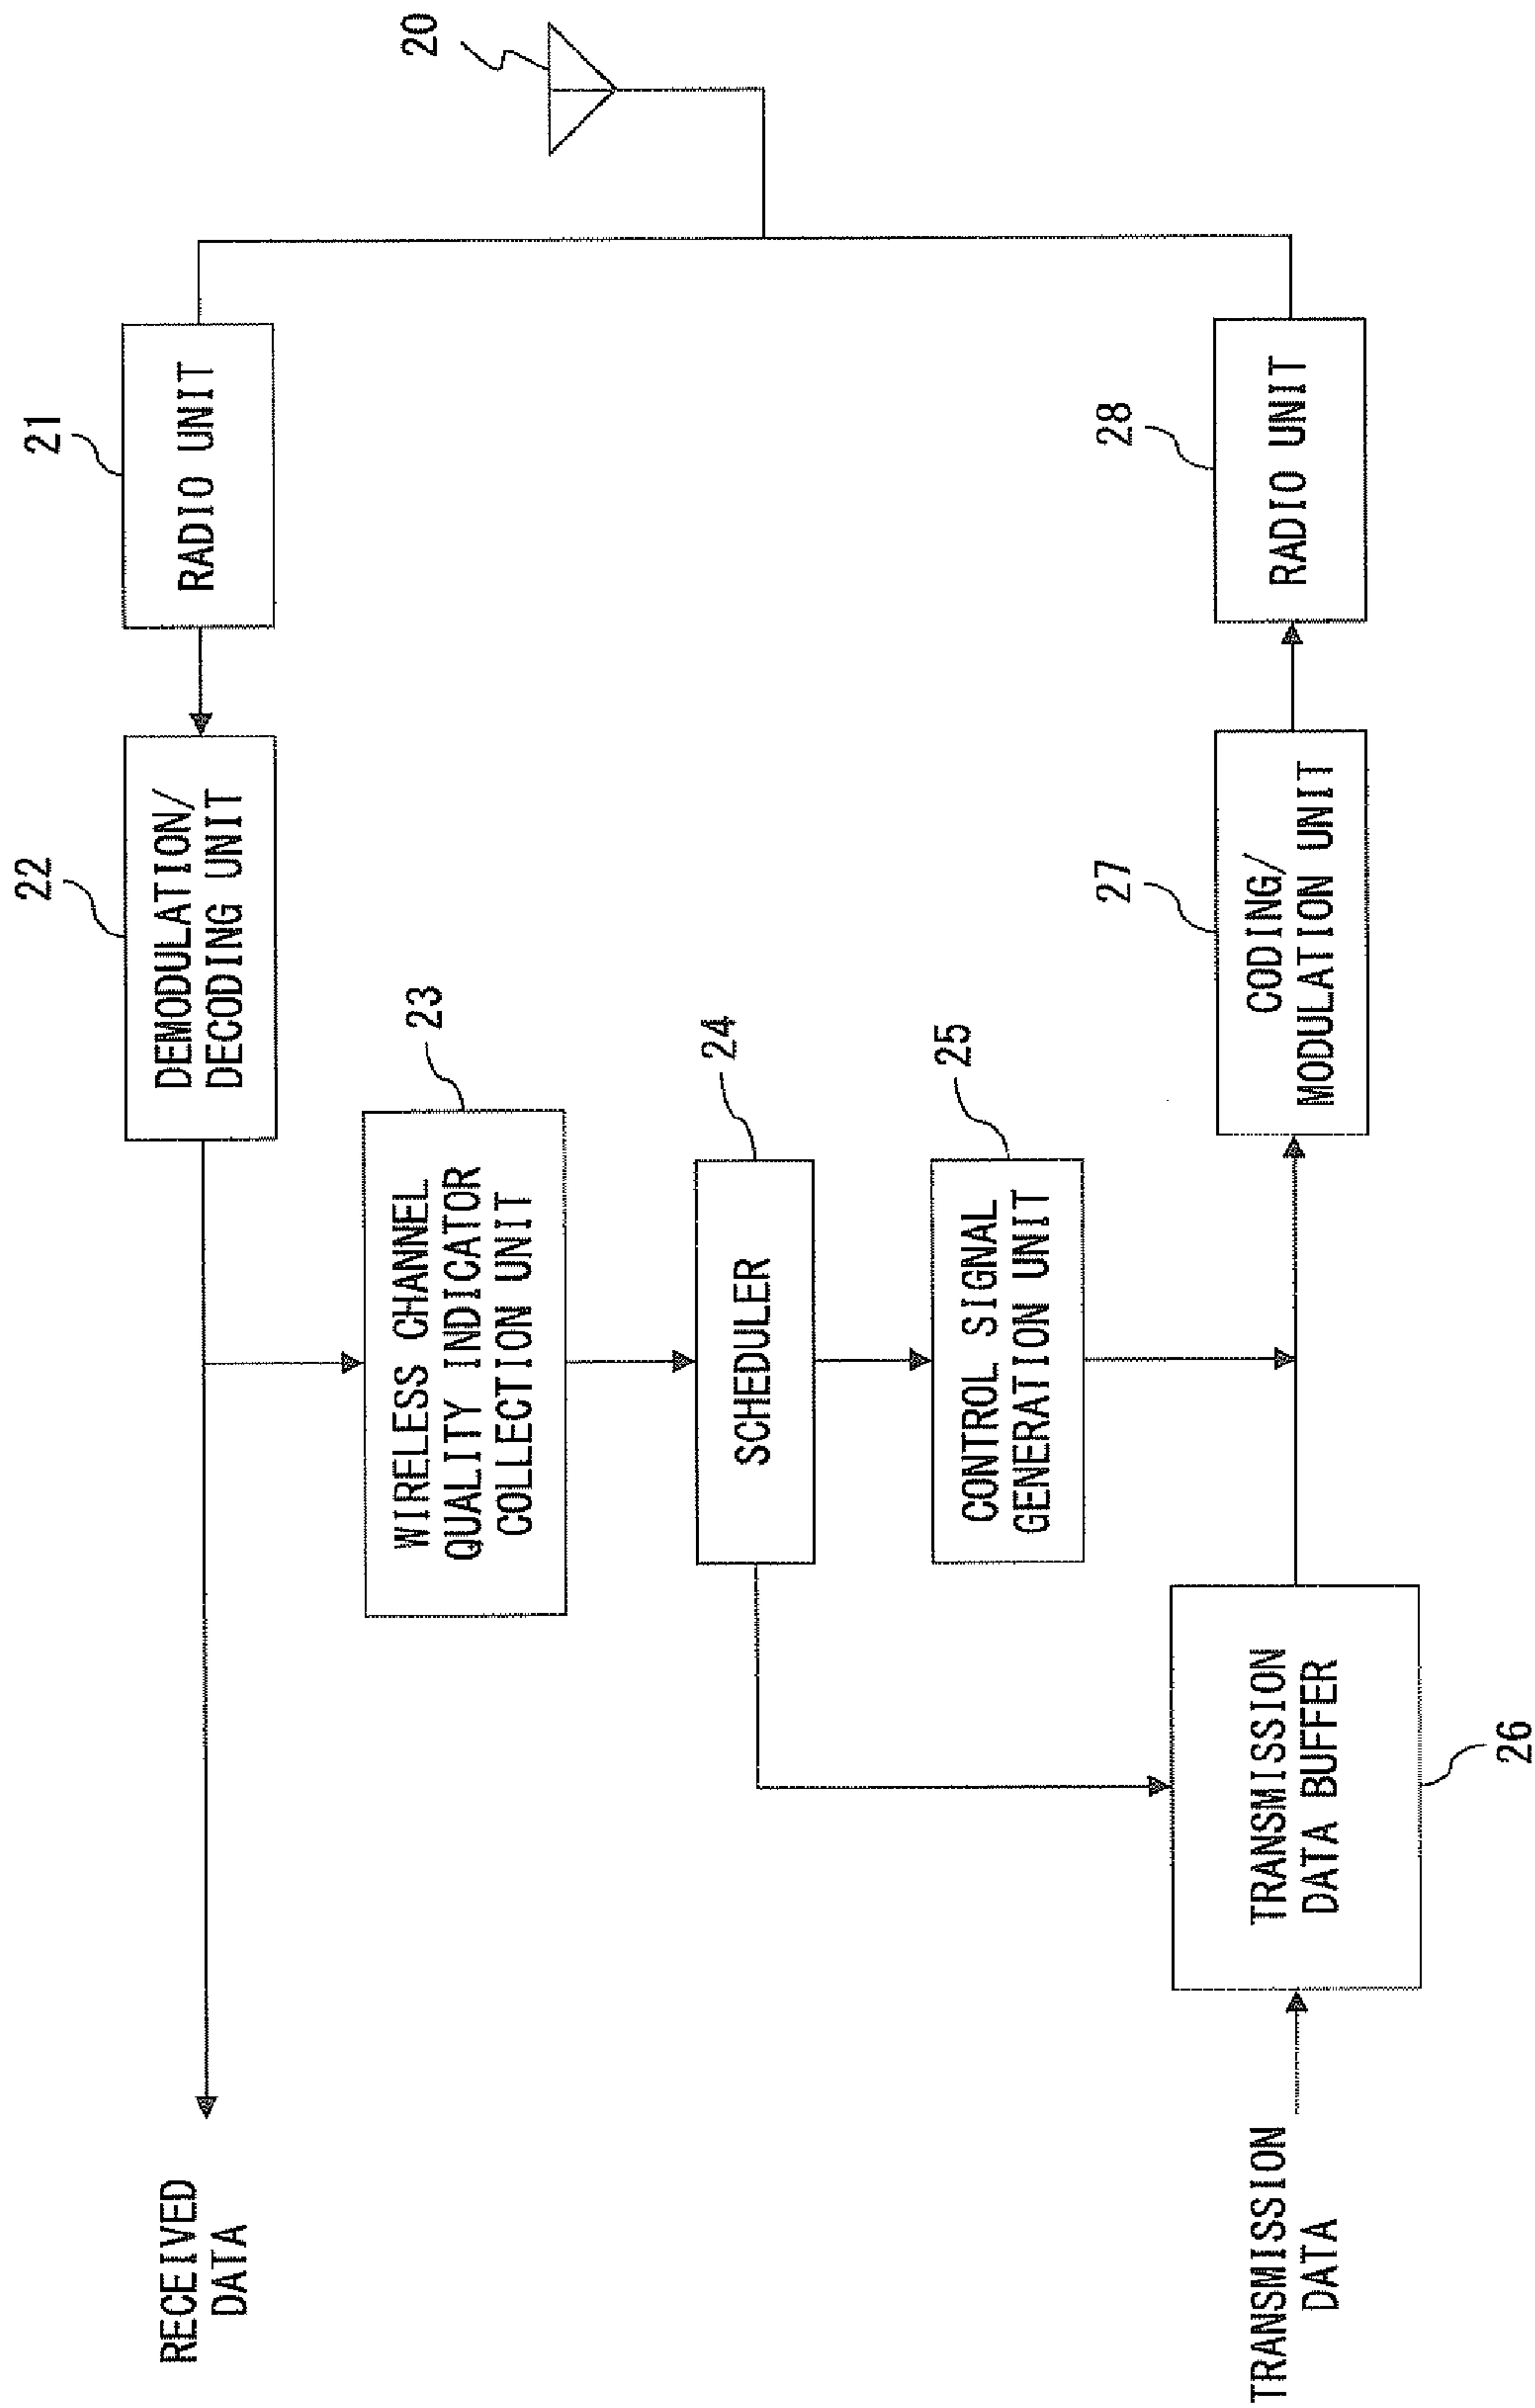 RECEIVED
DATA
22
DEMODULATION/
DECODING UNIT
21
RADIO UNIT
20
23
WIRELESS CHANNEL
QUALITY INDICATOR
COLLECTION UNIT
24
SCHEDULER
25
CONTROL SIGNAL
GENERATION UNIT
TRANSMISSION
DATA
TRANSMISSION
DATA BUFFER
26
27
CODING/
MODULATION UNIT
28
RADIO UNIT